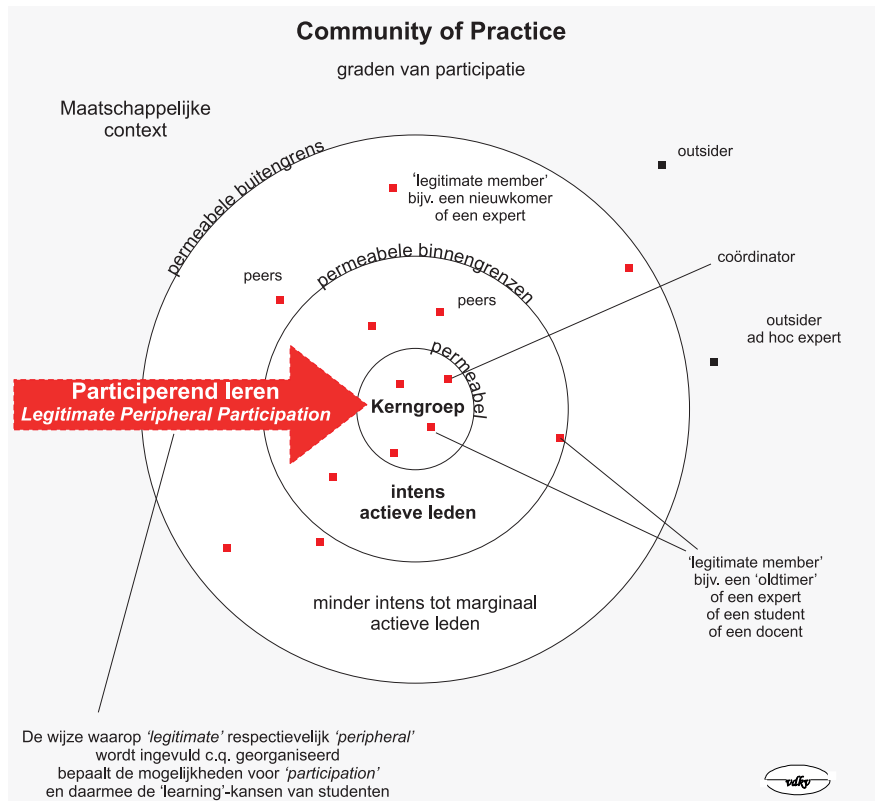 Community of Practice
graden van participatie
Maatschappelijke
context
permeabele buitengrens
outsider
'legitimate member'
bijv. een nieuwkomer
of een expert
permeabele binnengrenzen
coördinator
peers
peers
outsider
ad hoc expert
permeabel
Participerend leren
Legitimate Peripheral Participation
Kerngroep
intens
actieve leden
'legitimate member'
bijv. een 'oldtimer'
of een expert
of een student
of een docent
minder intens tot marginaal
actieve leden
De wijze waarop 'legitimate' respectievelijk 'peripheral'
wordt ingevuld c.q. georganiseerd
bepaalt de mogelijkheden voor 'participation'
en daarmee de 'learning'-kansen van studenten
vdkv